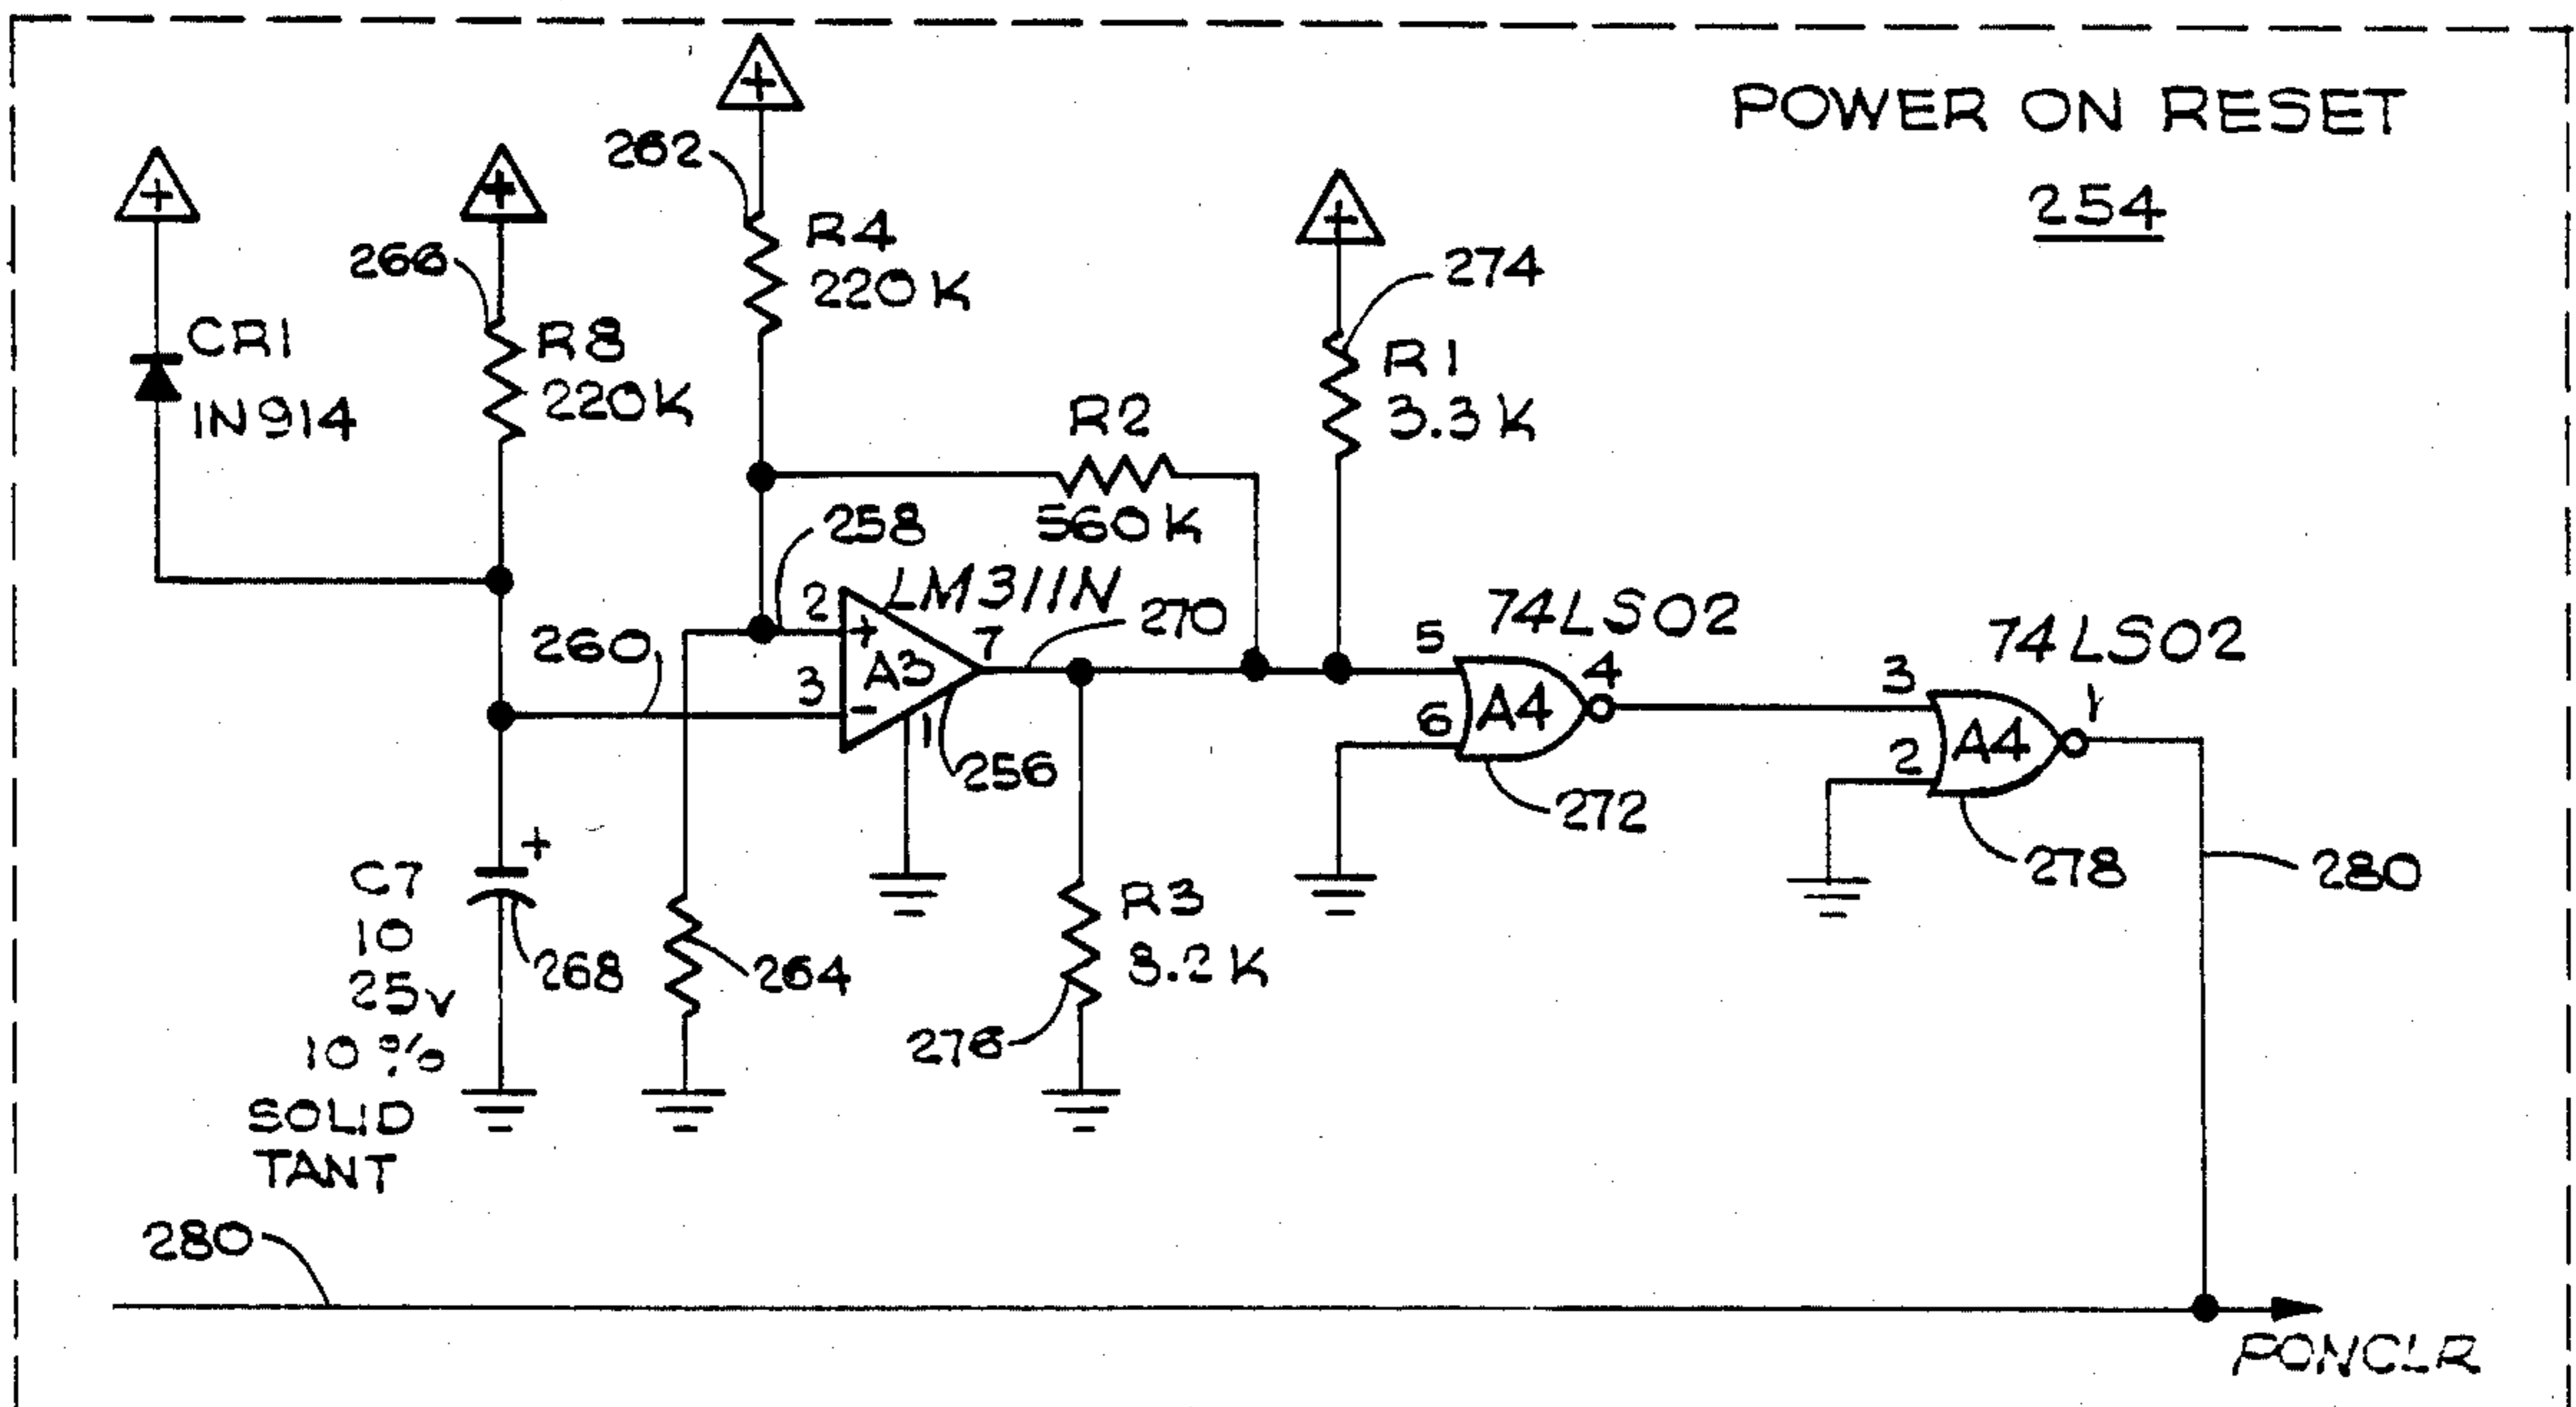 POWER ON RESET
254
262
R4
220 K
266
R8
220K
CR1
IN914
274
R1
3.3 K
R2
560 K
258
LM311N
2
+
A3
3
-
7
1
256
260
270
74LS02
5
6
A4
4
272
74LS02
3
2
A4
1
278
280
C7
10
25v
10%
SOLID
TANT
+
268
264
R3
8.2 K
276
280
PONCLR